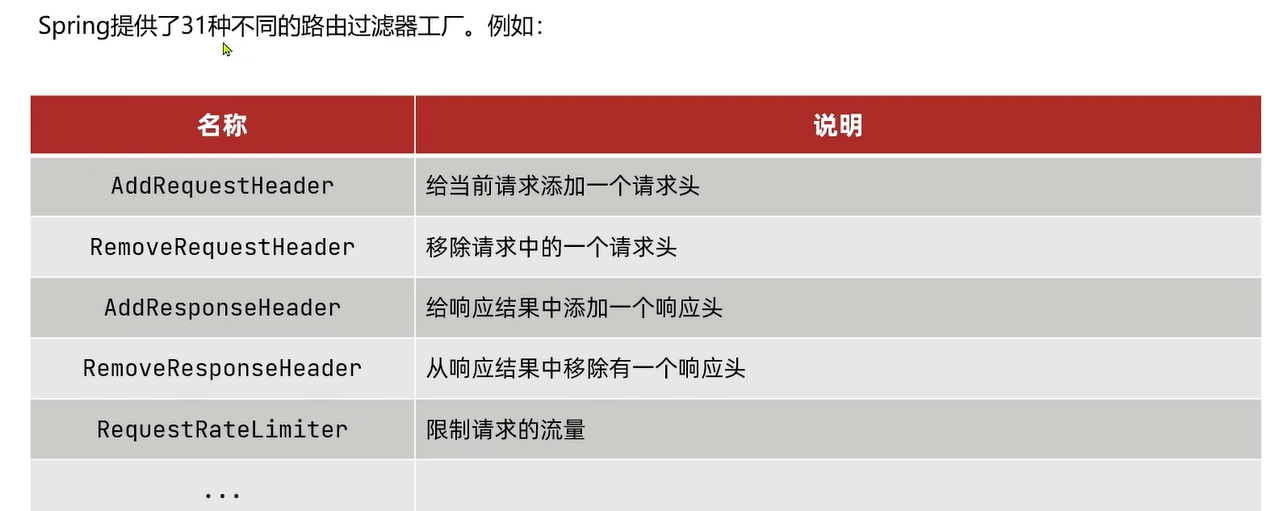 Spring提供了31种不同的路由过滤器工厂。例如：
名称 说明
AddRequestHeader 给当前请求添加一个请求头
RemoveRequestHeader 移除请求中的一个请求头
AddResponseHeader 给响应结果中添加一个响应头
RemoveResponseHeader 从响应结果中移除有一个响应头
RequestRateLimiter 限制请求的流量
...